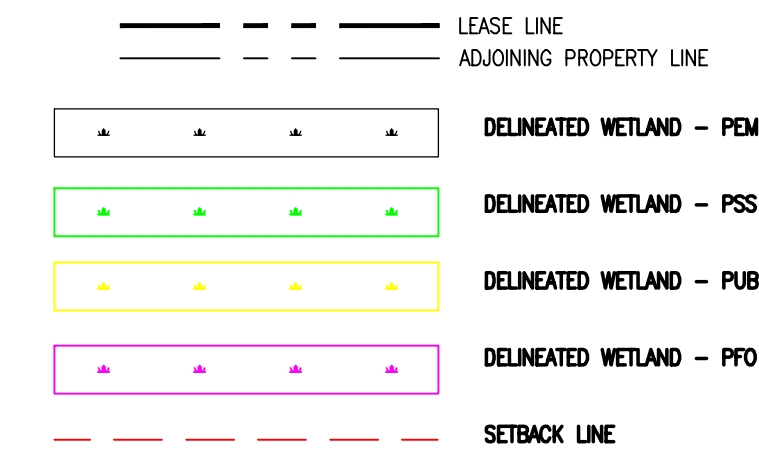 LEASE LINE
ADJOINING PROPERTY LINE
DELINEATED WETLAND - PEM
DELINEATED WETLAND - PSS
DELINEATED WETLAND - PUB
DELINEATED WETLAND - PFO
SETBACK LINE